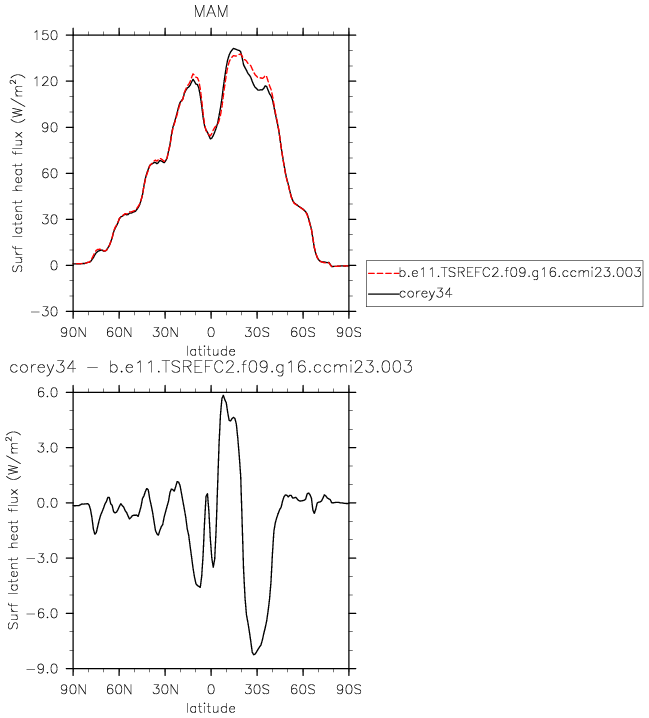 MAM
Surf latent heat flux (W/m²)
150
120
90
60
30
0
−30
90N 60N 30N 0 30S 60S 90S
latitude
b.e11.TSREFC2.f09.g16.ccmi23.003
corey34
corey34 − b.e11.TSREFC2.f09.g16.ccmi23.003
Surf latent heat flux (W/m²)
6.0
3.0
0.0
−3.0
−6.0
−9.0
90N 60N 30N 0 30S 60S 90S
latitude